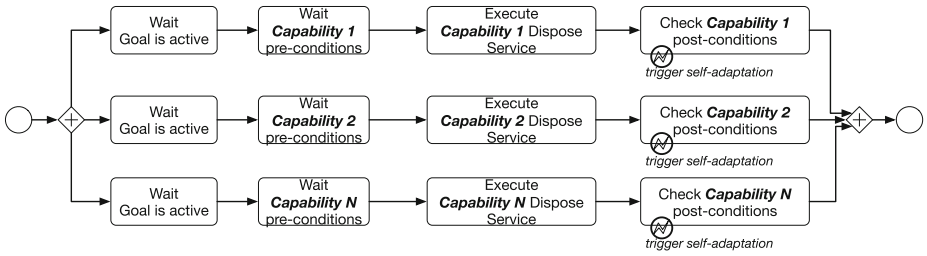 Wait
Goal is active
Wait
Capability 1
pre-conditions
Execute
Capability 1 Dispose
Service
Check Capability 1
post-conditions
trigger self-adaptation
Wait
Goal is active
Wait
Capability 2
pre-conditions
Execute
Capability 2 Dispose
Service
Check Capability 2
post-conditions
trigger self-adaptation
Wait
Goal is active
Wait
Capability N
pre-conditions
Execute
Capability N Dispose
Service
Check Capability N
post-conditions
trigger self-adaptation